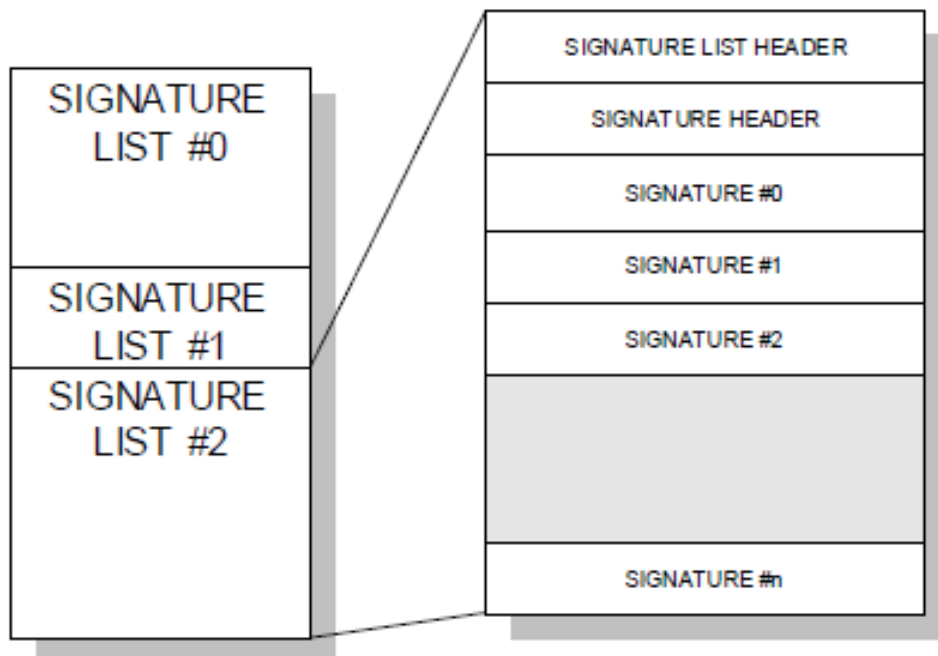 SIGNATURE
LIST #0
SIGNATURE
LIST #1
SIGNATURE
LIST #2
SIGNATURE LIST HEADER
SIGNATURE HEADER
SIGNATURE #0
SIGNATURE #1
SIGNATURE #2
SIGNATURE #n